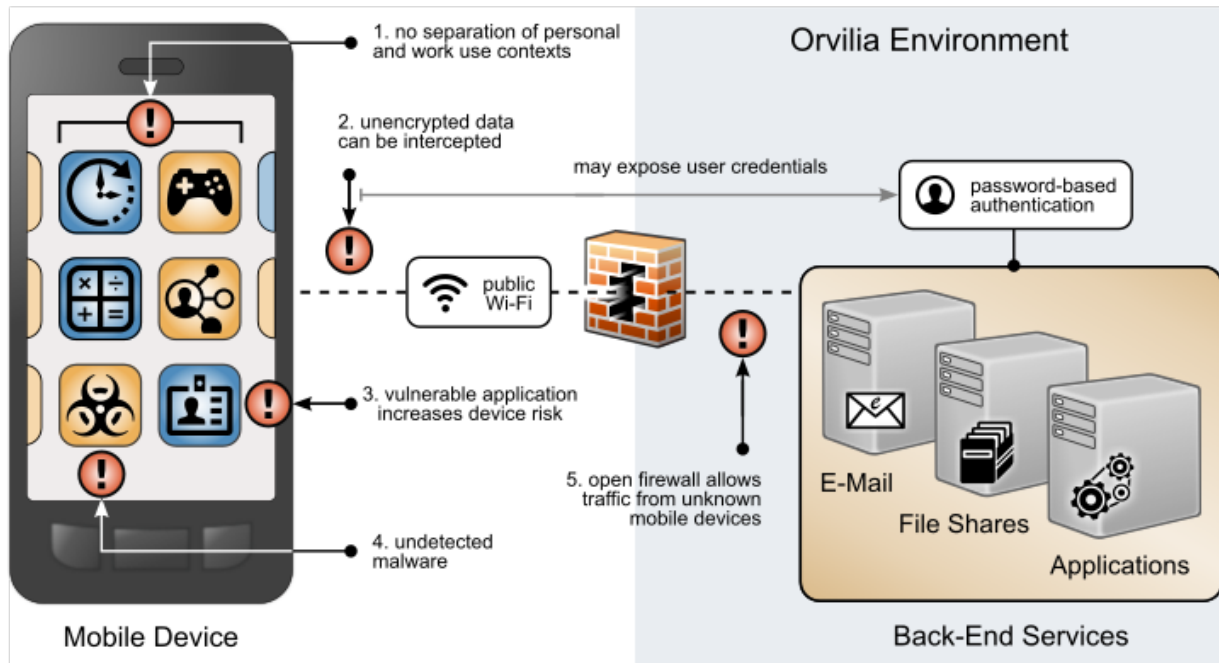 1. no separation of personal
and work use contexts
Orvilia Environment
2. unencrypted data
can be intercepted
may expose user credentials
password-based
authentication
public
Wi-Fi
3. vulnerable application
increases device risk
5. open firewall allows
traffic from unknown
mobile devices
4. undetected
malware
e
E-Mail
File Shares
Applications
Mobile Device
Back-End Services